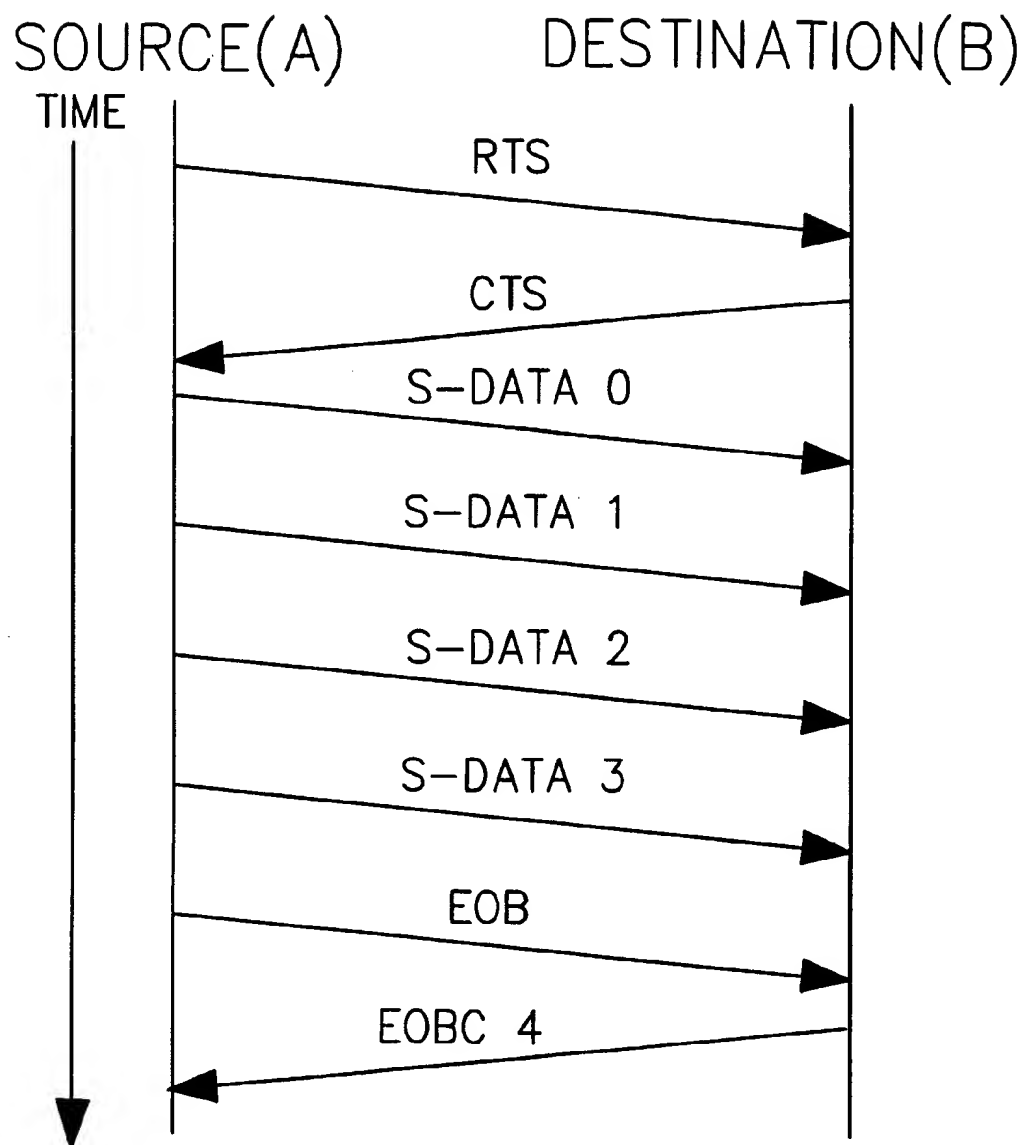 SOURCE(A) DESTINATION(B)
TIME
RTS
CTS
S-DATA 0
S-DATA 1
S-DATA 2
S-DATA 3
EOB
EOBC 4